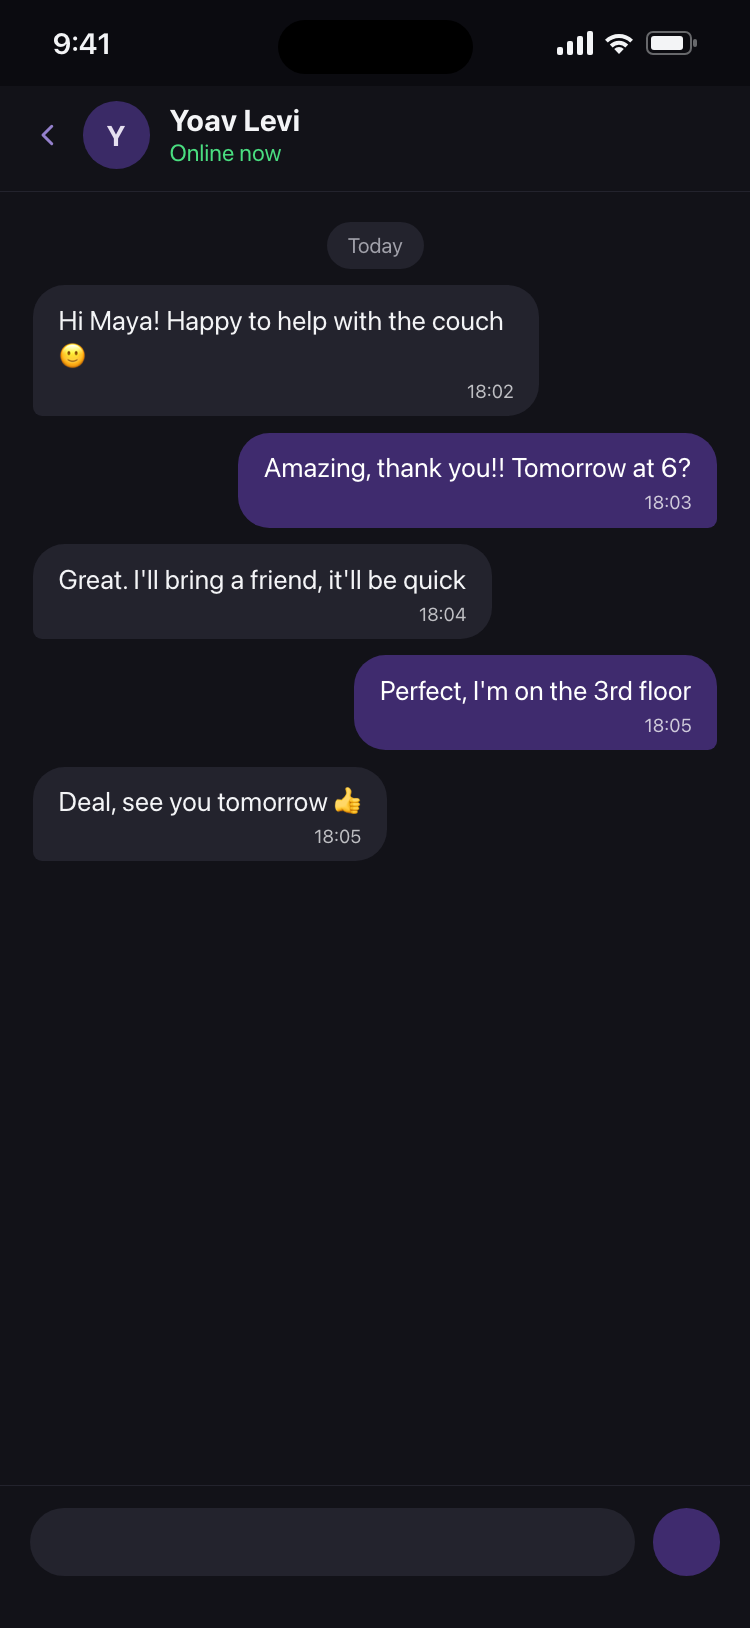 9:41
Y
Yoav Levi
Online now
Today
Hi Maya! Happy to help with the couch
🙂
18:02
Amazing, thank you!! Tomorrow at 6?
18:03
Great. I'll bring a friend, it'll be quick
18:04
Perfect, I'm on the 3rd floor
18:05
Deal, see you tomorrow 👍
18:05